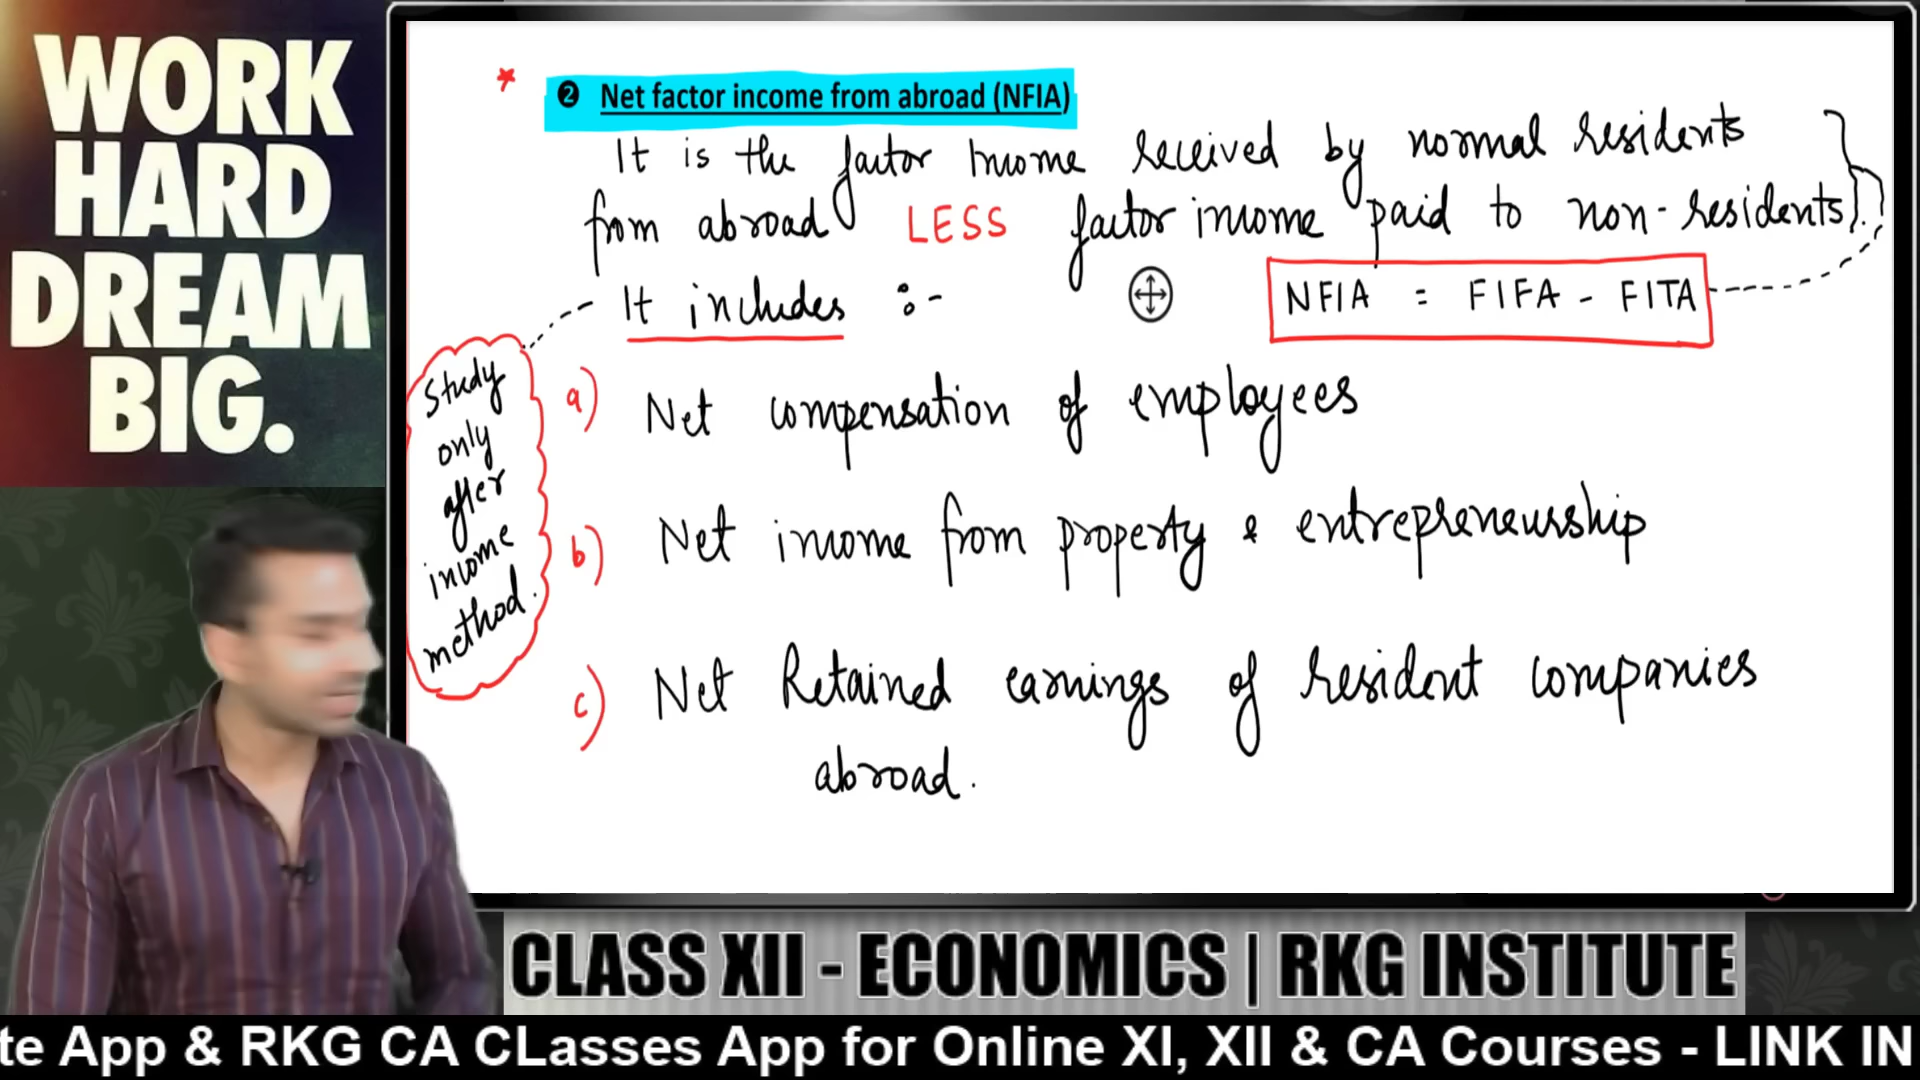 WORK
HARD
DREAM
BIG.
❷ Net factor income from abroad (NFIA)
It is the factor Income received by normal residents
from abroad LESS factor income paid to non-residents.
It includes :-
NFIA = FIFA - FITA
Study
only
after
income
method.
a) Net compensation of employees
b) Net income from property & entrepreneurship
c) Net Retained earnings of resident companies
abroad.
CLASS XII - ECONOMICS | RKG INSTITUTE
te App & RKG CA CLasses App for Online XI, XII & CA Courses - LINK IN